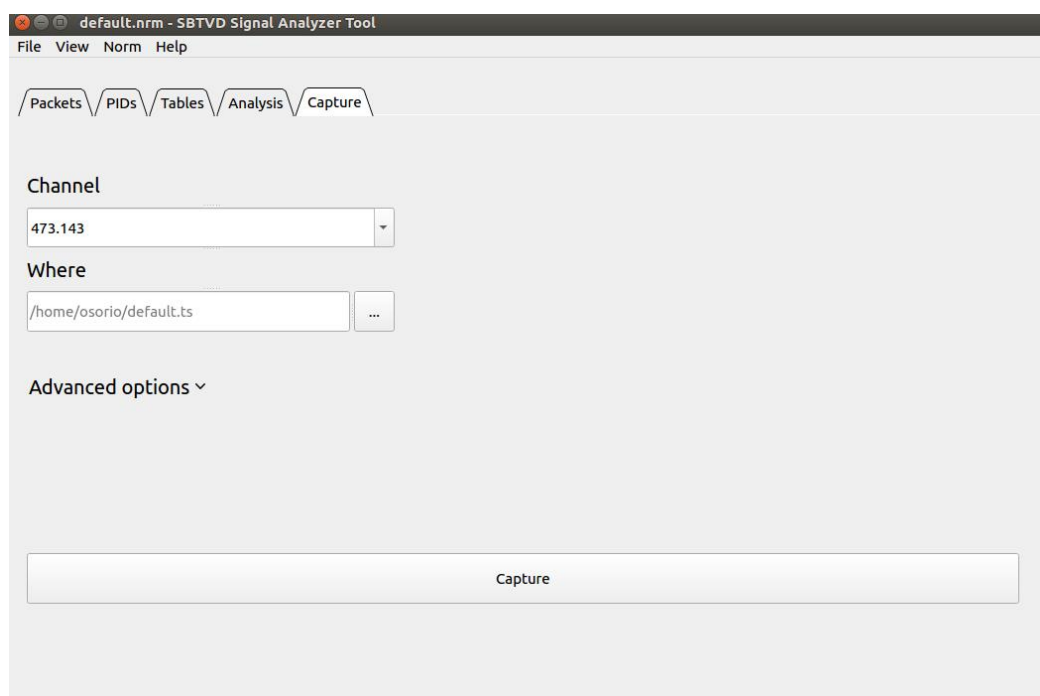 default.nrm - SBTVD Signal Analyzer Tool
File View Norm Help
Packets PIDs Tables Analysis Capture
Channel
473.143
Where
/home/osorio/default.ts ...
Advanced options
Capture